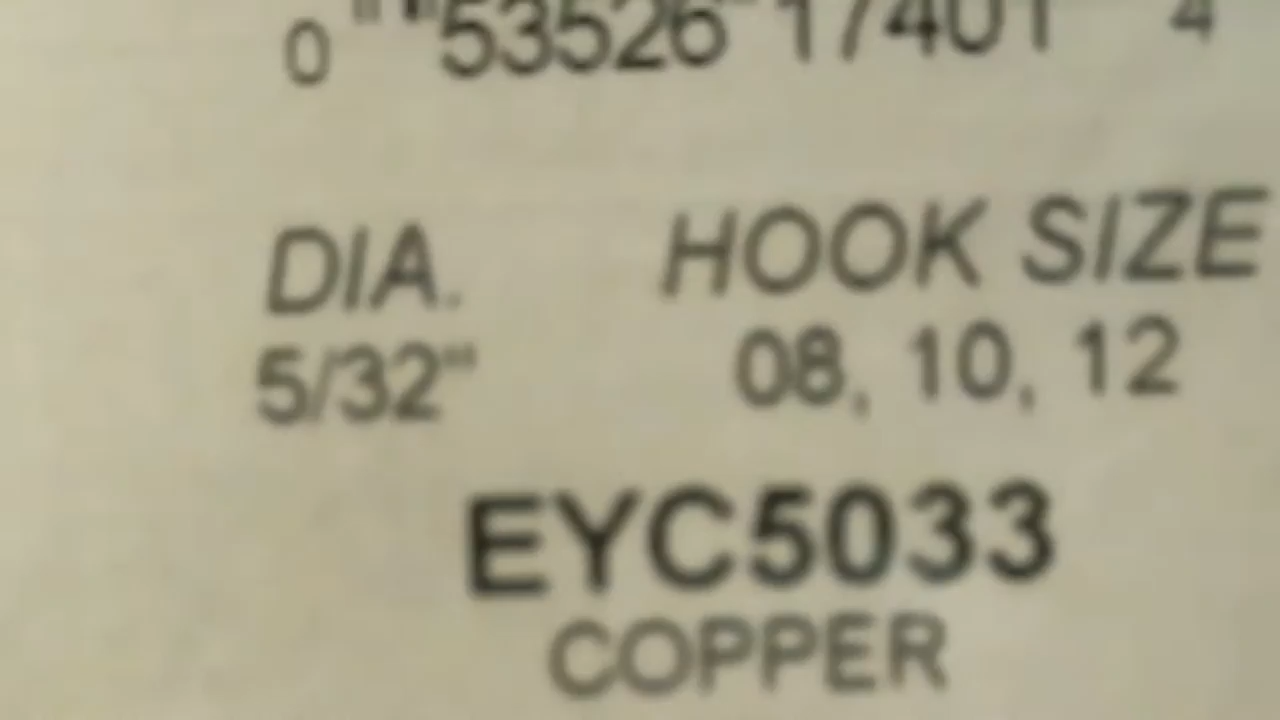 0 53526 17401 4
DIA. HOOK SIZE
5/32" 08, 10, 12
EYC5033
COPPER